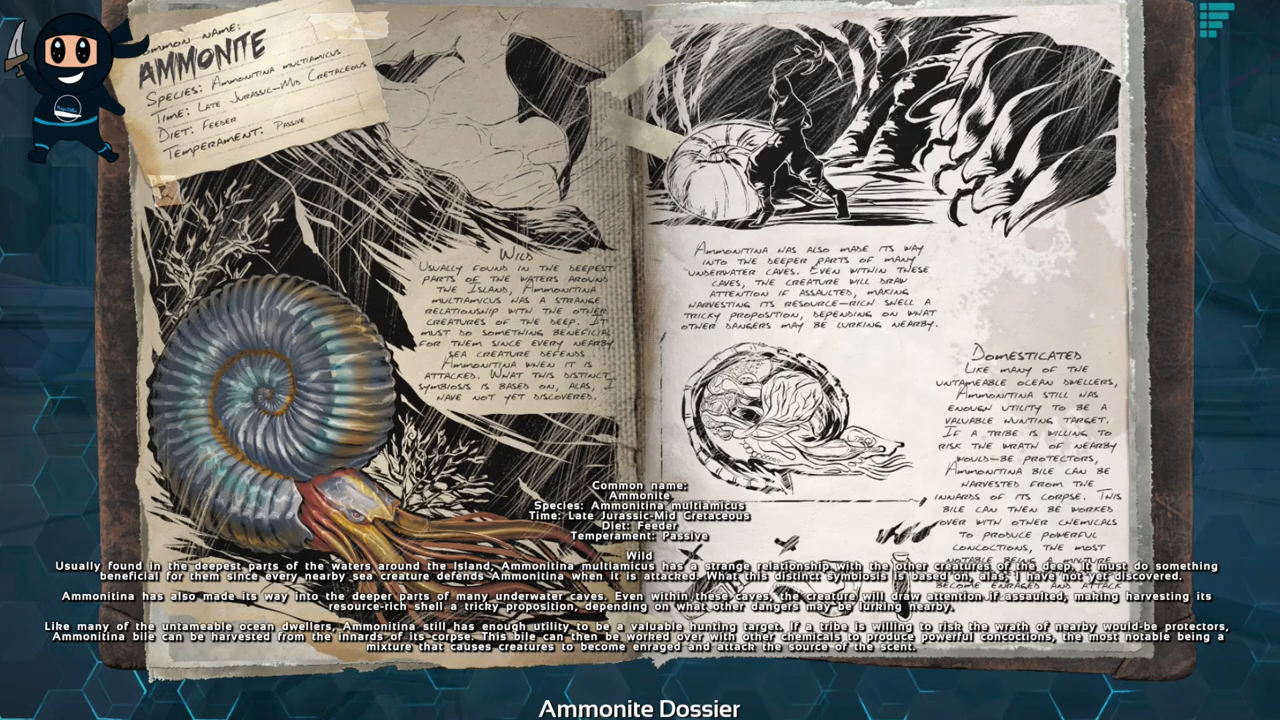 Common name:
Ammonite
Species: Ammonitina multiamicus
Time: Late Jurassic-Mid Cretaceous
Diet: Feeder
Temperament: Passive
Wild
Usually found in the deepest
parts of the waters around
the Island, Ammonitina
multiamicus has a strange
relationship with the other
creatures of the deep. It
must do something beneficial
for them since every nearby
sea creature defends
Ammonitina when it is
attacked. What this distinct
symbiosis is based on, alas, I
have not yet discovered.
Ammonitina has also made its way
into the deeper parts of many
underwater caves. Even within these
caves, the creature will draw
attention if assaulted, making
harvesting its resource-rich shell a
tricky proposition, depending on what
other dangers may be lurking nearby.
Domesticated
Like many of the
untameable ocean dwellers,
Ammonitina still has
enough utility to be a
valuable hunting target.
If a tribe is willing to
risk the wrath of nearby
would-be protectors,
Ammonitina bile can be
harvested from the
innards of its corpse. This
bile can then be worked
over with other chemicals
to produce powerful
concoctions, the most
become enraged and attack
Common name:
Ammonite
Species: Ammonitina multiamicus
Time: Late Jurassic-Mid Cretaceous
Diet: Feeder
Temperament: Passive
Wild
Usually found in the deepest parts of the waters around the Island, Ammonitina multiamicus has a strange relationship with the other creatures of the deep. It must do something
beneficial for them since every nearby sea creature defends Ammonitina when it is attacked. What this distinct symbiosis is based on, alas, I have not yet discovered.
Ammonitina has also made its way into the deeper parts of many underwater caves. Even within these caves, the creature will draw attention if assaulted, making harvesting its
resource-rich shell a tricky proposition, depending on what other dangers may be lurking nearby.
Like many of the untameable ocean dwellers, Ammonitina still has enough utility to be a valuable hunting target. If a tribe is willing to risk the wrath of nearby would-be protectors,
Ammonitina bile can be harvested from the innards of its corpse. This bile can then be worked over with other chemicals to produce powerful concoctions, the most notable being a
mixture that causes creatures to become enraged and attack the source of the scent.
Ammonite Dossier